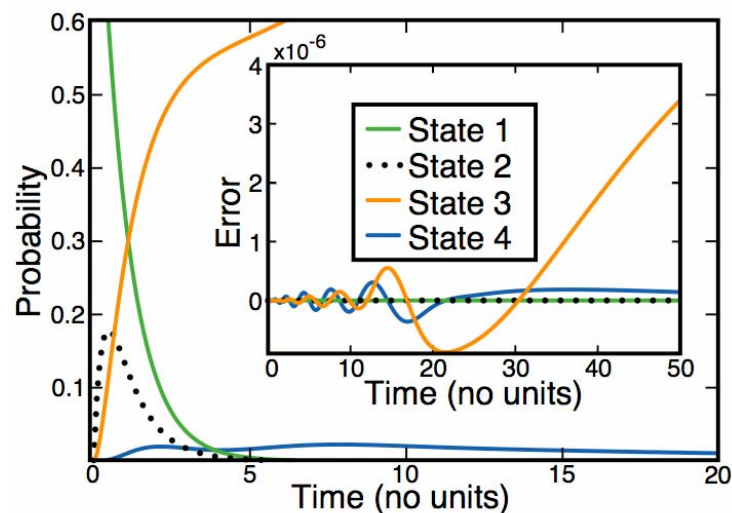 0.6
0.5
0.4
0.3
0.2
0.1
Probability
0
5
10
15
20
Time (no units)
x10⁻⁶
4
3
2
1
0
Error
State 1
State 2
State 3
State 4
0
10
20
30
40
50
Time (no units)